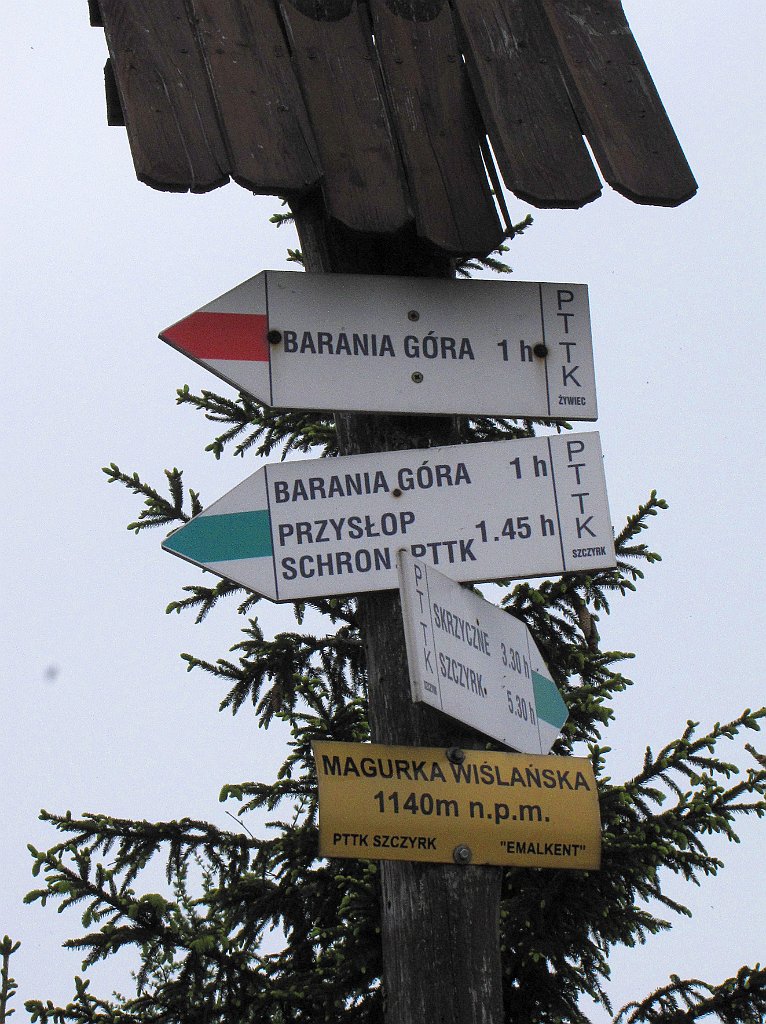 BARANIA GÓRA 1 h
PTTK
ŻYWIEC
BARANIA GÓRA 1 h
PRZYSŁOP
SCHRON. PTTK 1.45 h
PTTK
SZCZYRK
PTTK
SZCZYRK
SKRZYCZNE 3.30 h
SZCZYRK. 5.30 h
MAGURKA WIŚLAŃSKA
1140m n.p.m.
PTTK SZCZYRK "EMALKENT"